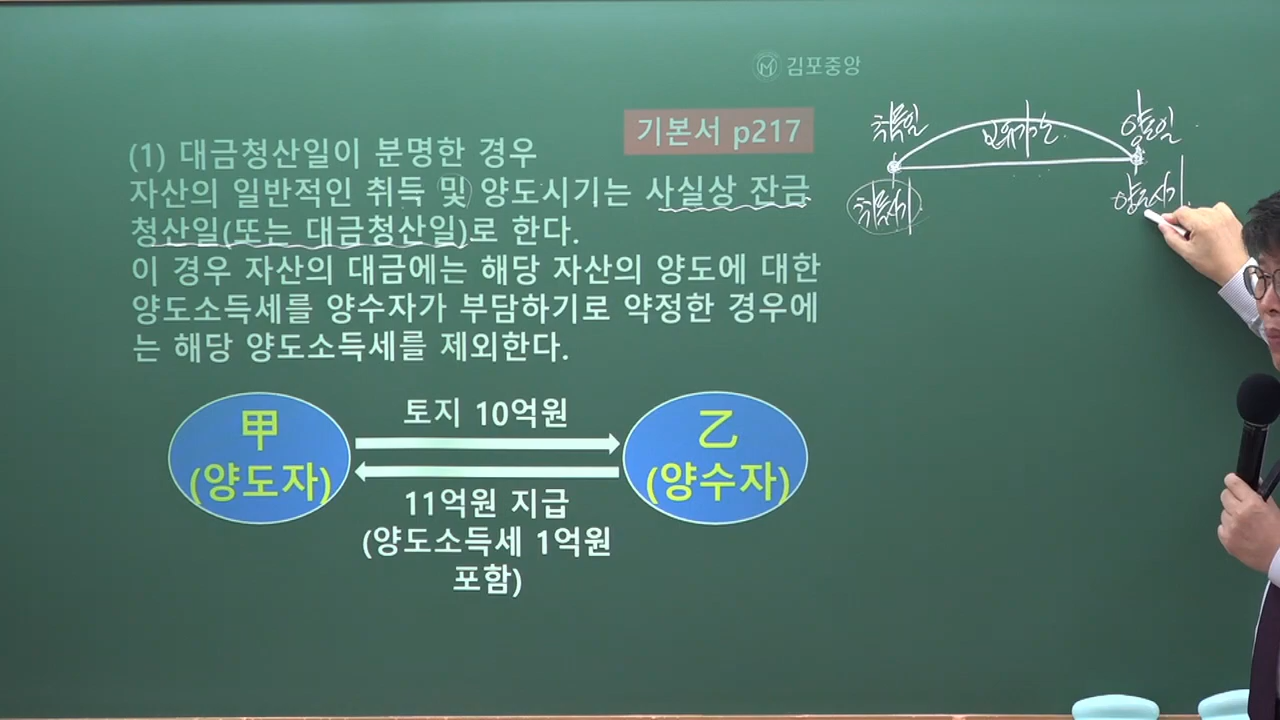 김포중앙
기본서 p217
(1) 대금청산일이 분명한 경우
자산의 일반적인 취득 및 양도시기는 사실상 잔금
청산일(또는 대금청산일)로 한다.
이 경우 자산의 대금에는 해당 자산의 양도에 대한
양도소득세를 양수자가 부담하기로 약정한 경우에
는 해당 양도소득세를 제외한다.
甲
(양도자)
토지 10억원
11억원 지급
(양도소득세 1억원
포함)
乙
(양수자)
취득일
보유기간
양도일
취득시기
양도시기